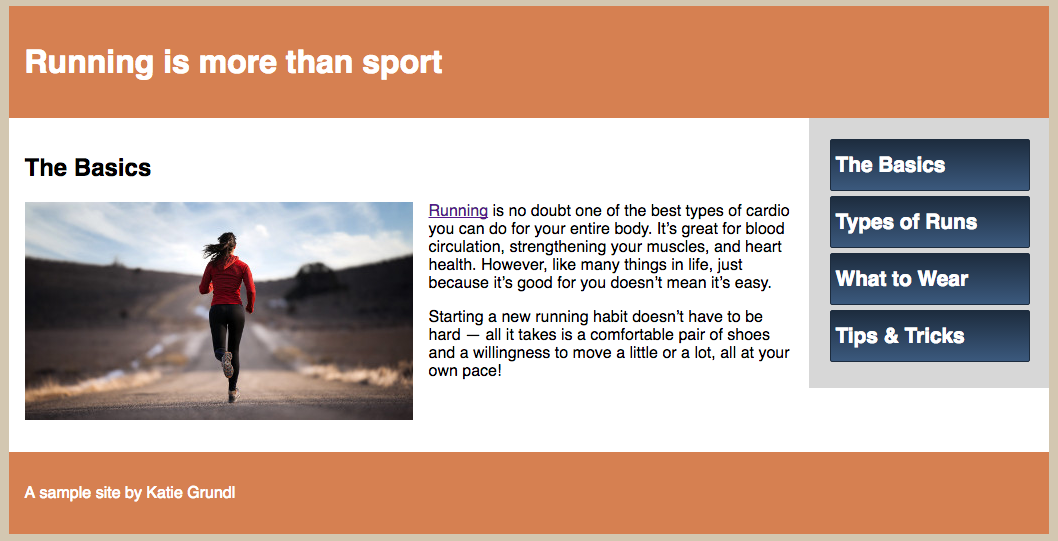 Running is more than sport
The Basics
Running is no doubt one of the best types of cardio
you can do for your entire body. It’s great for blood
circulation, strengthening your muscles, and heart
health. However, like many things in life, just
because it’s good for you doesn’t mean it’s easy.
Starting a new running habit doesn’t have to be
hard — all it takes is a comfortable pair of shoes
and a willingness to move a little or a lot, all at your
own pace!
The Basics
Types of Runs
What to Wear
Tips & Tricks
A sample site by Katie Grundl